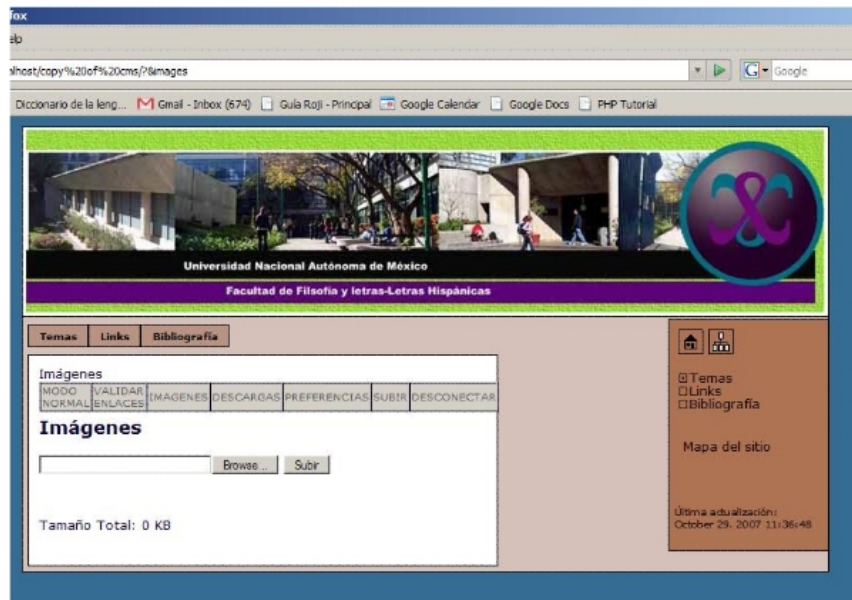 fox
elp
alhost/copy%20of%20cms/?&images
G Google
Diccionario de la leng... Gmail - Inbox (674) Guía Roji - Principal Google Calendar Google Docs PHP Tutorial
Universidad Nacional Autónoma de México
Facultad de Filsofía y letras-Letras Hispánicas
Temas Links Bibliografía
Imágenes
MODO NORMAL VALIDAR ENLACES IMAGENES DESCARGAS PREFERENCIAS SUBIR DESCONECTAR
Imágenes
Browse... Subir
Tamaño Total: 0 KB
Temas
Links
Bibliografía
Mapa del sitio
Última actualización:
October 29. 2007 11:36:48